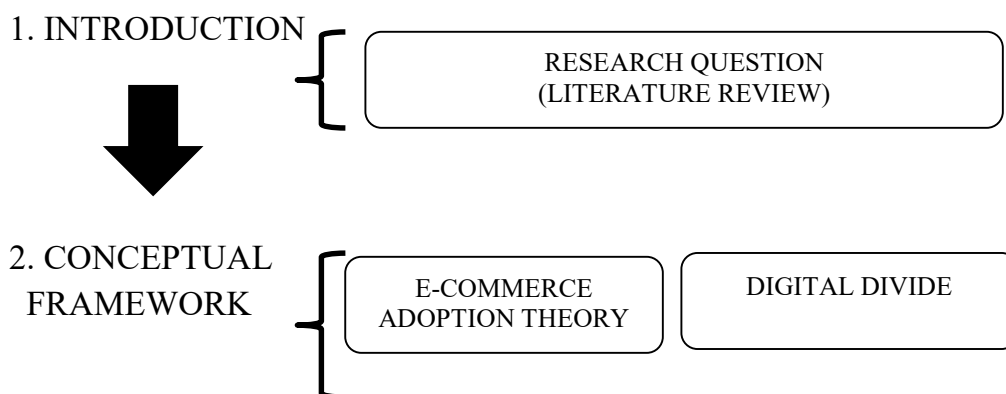 1. INTRODUCTION
RESEARCH QUESTION
(LITERATURE REVIEW)
2. CONCEPTUAL
FRAMEWORK
E-COMMERCE
ADOPTION THEORY
DIGITAL DIVIDE